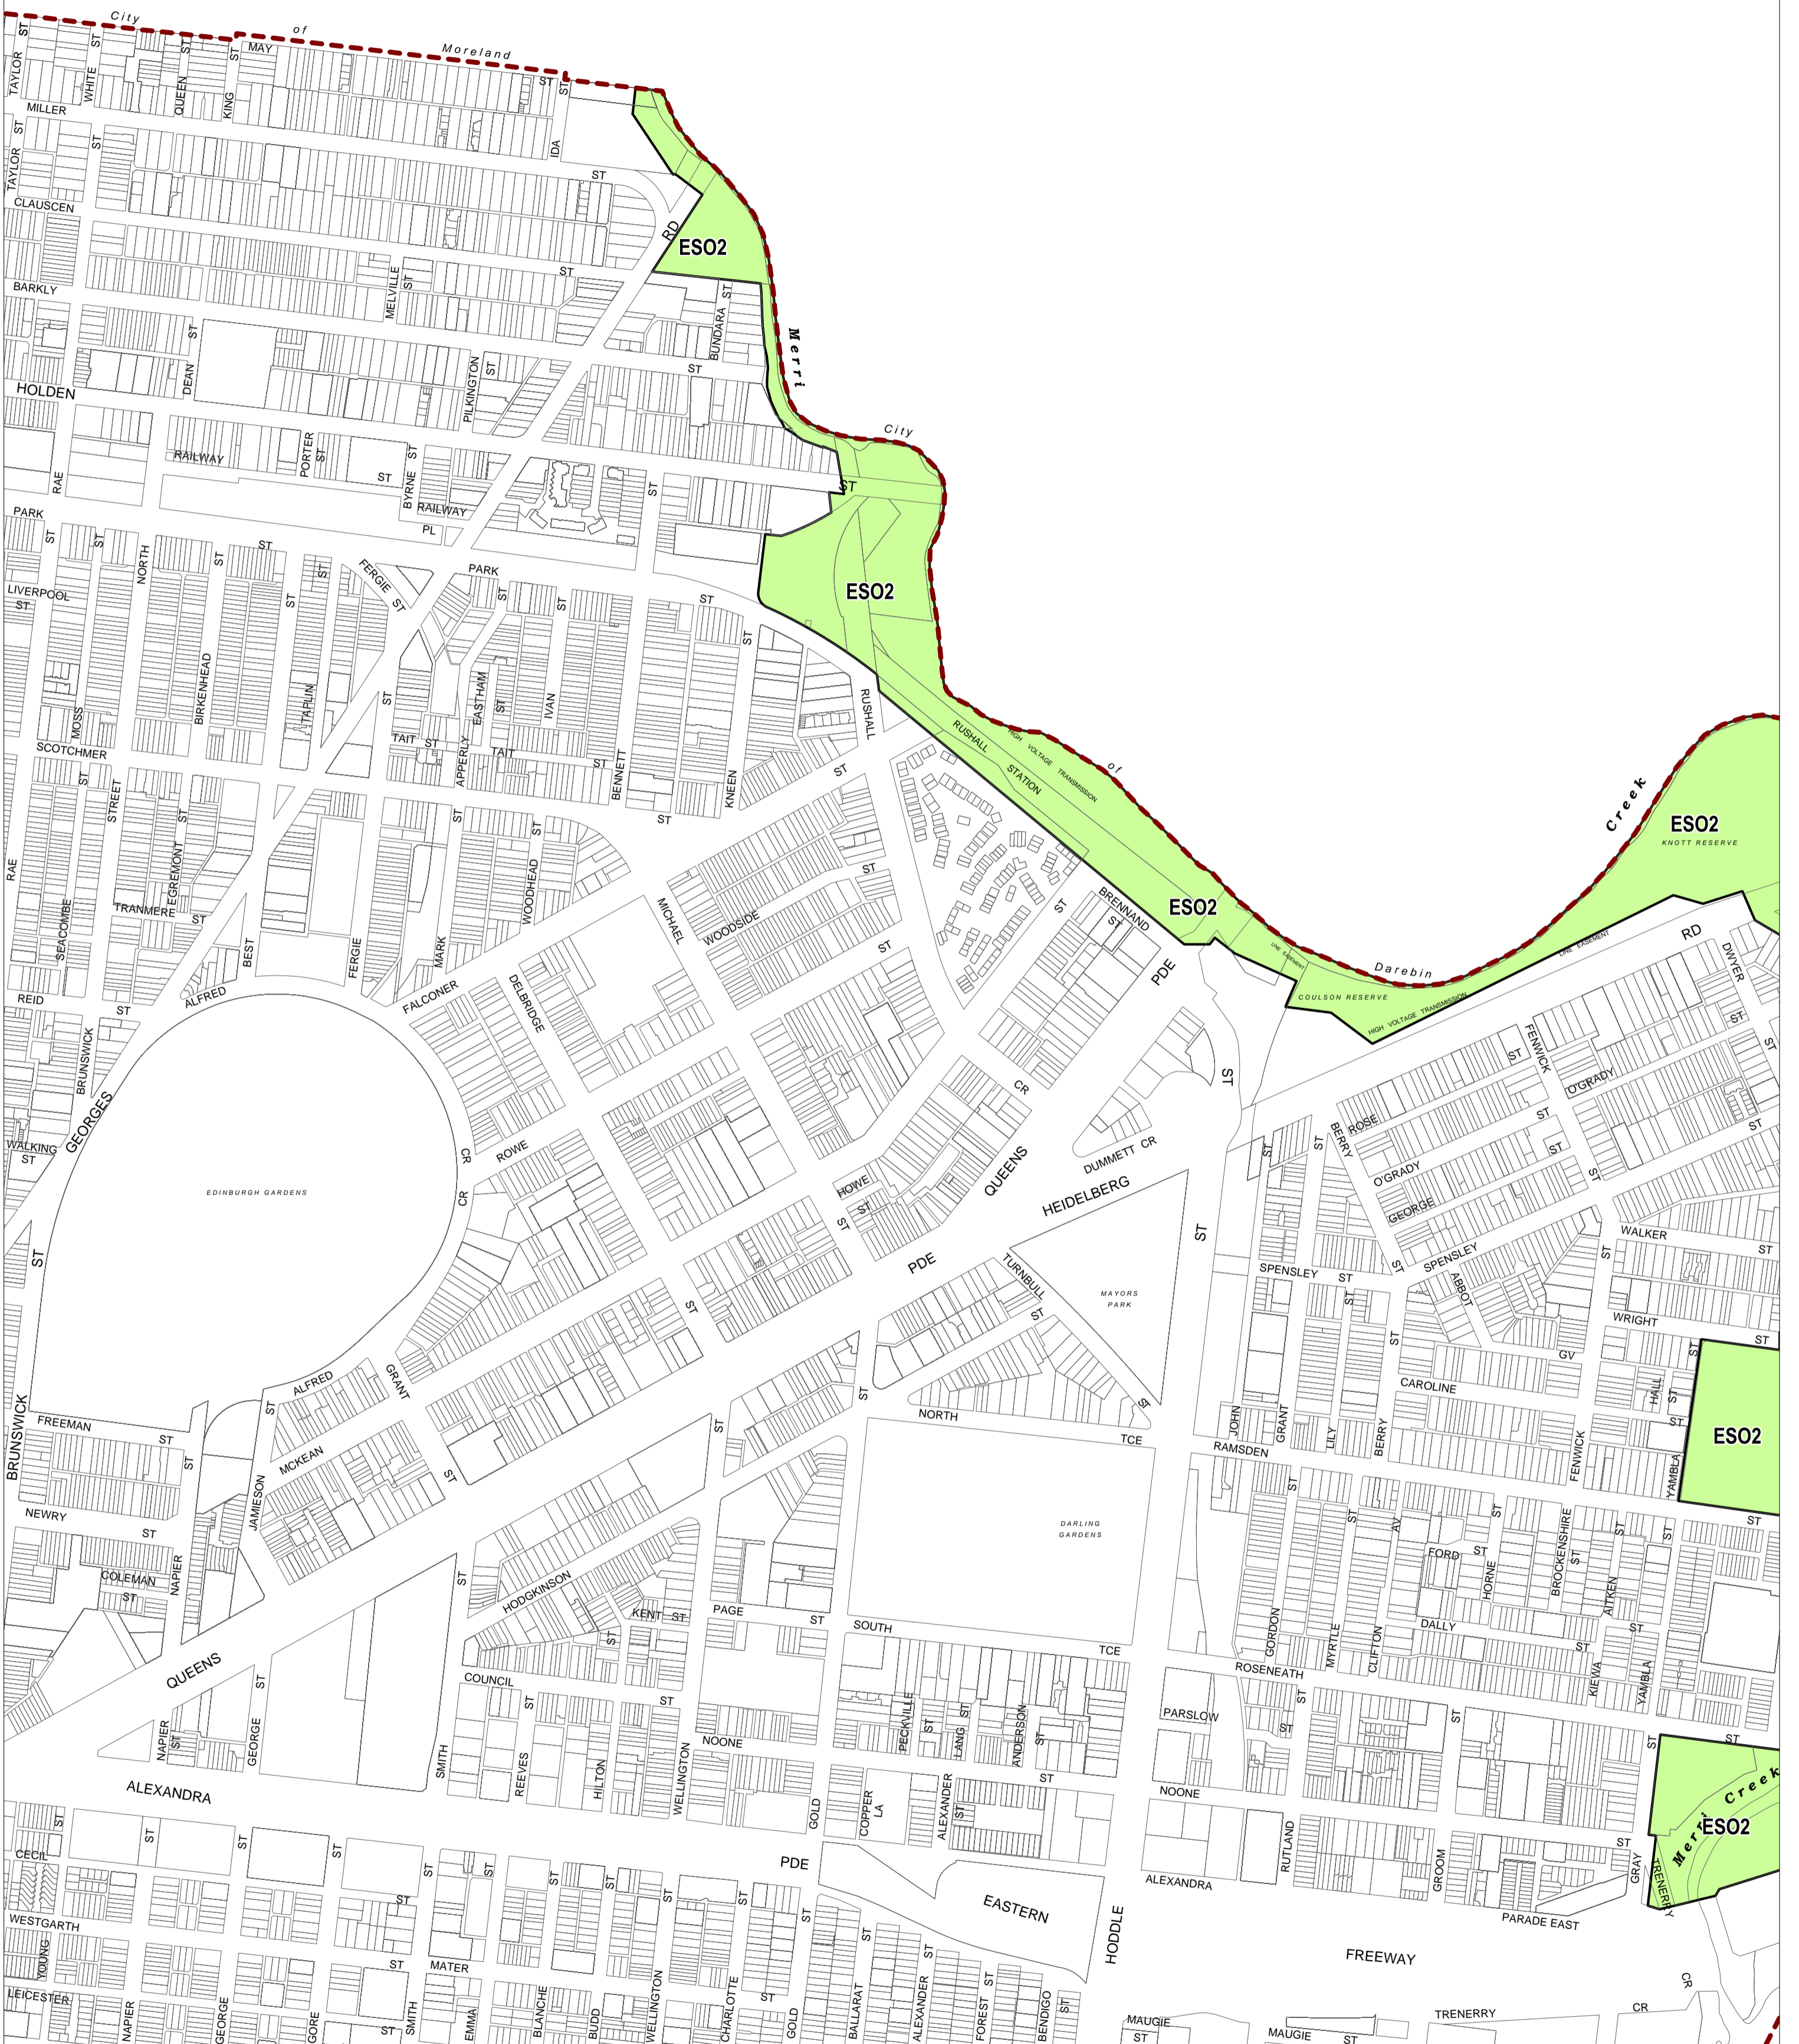 City
of
Moreland
TAYLOR
ST
WHITE
ST
QUEEN
ST
KING
ST
MAY
ST
ST
MILLER
IDA
ST
TAYLOR
ST
ST
CLAUSCEN
RD
ESO2
ST
BARKLY
MELVILLE
ST
BUNDARA
ST
Merri
DEAN
ST
PILKINGTON
ST
ST
HOLDEN
City
RAILWAY
PORTER
ST
ST
BYRNE
ST
ST
ST
RAE
RAILWAY
PL
PARK
ST
ST
NORTH
ST
ST
ST
FERGIE
ST
PARK
ST
ST
ST
ESO2
LIVERPOOL
ST
ST
ST
BIRKENHEAD
TAPLIN
ST
EASTHAM
ST
IVAN
RUSHALL
MOSS
TAIT
ST
APPERLY
TAIT
ST
BENNETT
KNEEN
ST
RUSHALL
STATION
HIGH VOLTAGE TRANSMISSION
of
SCOTCHMER
ST
STREET
ST
ST
ST
ST
Creek
ESO2
KNOTT RESERVE
RAE
EGREMONT
WOODHEAD
ST
SEACOMBE
TRANMERE
ST
BEST
FERGIE
MARK
MICHAEL
WOODSIDE
ST
ST
BRENNAND
ST
ESO2
LINE EASEMENT
LINE EASEMENT
RD
DWYER
Darebin
PDE
REID
ST
ALFRED
FALCONER
DELBRIDGE
COULSON RESERVE
HIGH VOLTAGE TRANSMISSION
BRUNSWICK
ST
ST
FENWICK
ST
ST
CR
O'GRADY
GEORGES
ROSE
ST
BERRY
ST
ST
WALKING
ST
CR
ROWE
DUMMETT CR
ST
O'GRADY
ST
ST
EDINBURGH GARDENS
CR
HOWE
ST
QUEENS
HEIDELBERG
GEORGE
ST
ST
ST
WALKER
ST
ST
PDE
TURNBULL
ST
SPENSLEY
ST
SPENSLEY
ST
ABBOT
MAYORS
PARK
ST
ST
WRIGHT
ST
ST
ST
GV
GRANT
ALFRED
CAROLINE
HALL
ST
BRUNSWICK
FREEMAN
ST
ST
ST
NORTH
TCE
ST
JOHN
GRANT
LILY
BERRY
FENWICK
ST
ESO2
RAMSDEN
ST
MCKEAN
ST
ST
YAMBLA
JAMIESON
NEWRY
ST
DARLING
GARDENS
ST
ST
AV
ST
BROCKENSHIRE
ST
ST
ST
ST
COLEMAN
ST
NAPIER
ST
HODGKINSON
FORD
ST
HORNE
AITKEN
KENT
ST
PAGE
ST
SOUTH
TCE
GORDON
MYRTLE
CLIFTON
DALLY
ST
ST
QUEENS
ST
COUNCIL
ST
ST
ROSENEATH
KIEWA
YAMBLA
ST
ST
PECKVILLE
ST
LANG
ST
ANDERSON
ST
PARSLOW
ST
ST
ST
ST
NAPIER
ST
GEORGE
SMITH
REEVES
HILTON
WELLINGTON
NOONE
ST
Merri Creek
ALEXANDRA
GOLD
COPPER
LA
ALEXANDER
ST
NOONE
ESO2
ST
ST
ST
ST
ST
ST
ST
ST
ST
ST
PDE
RUTLAND
GROOM
GRAY
TRENERRY
CECIL
ST
ALEXANDRA
EASTERN
PARADE EAST
WESTGARTH
ST
ST
HODDLE
FREEWAY
YOUNG
ST
MATER
ST
ST
CR
LEICESTER
NAPIER
GEORGE
GORE
ST
SMITH
EMMA
BLANCHE
BUDD
WELLINGTON
CHARLOTTE
ST
GOLD
BALLARAT
ALEXANDER
FOREST
BENDIGO
ST
MAUGIE
ST
MAUGIE
ST
TRENERRY
CR